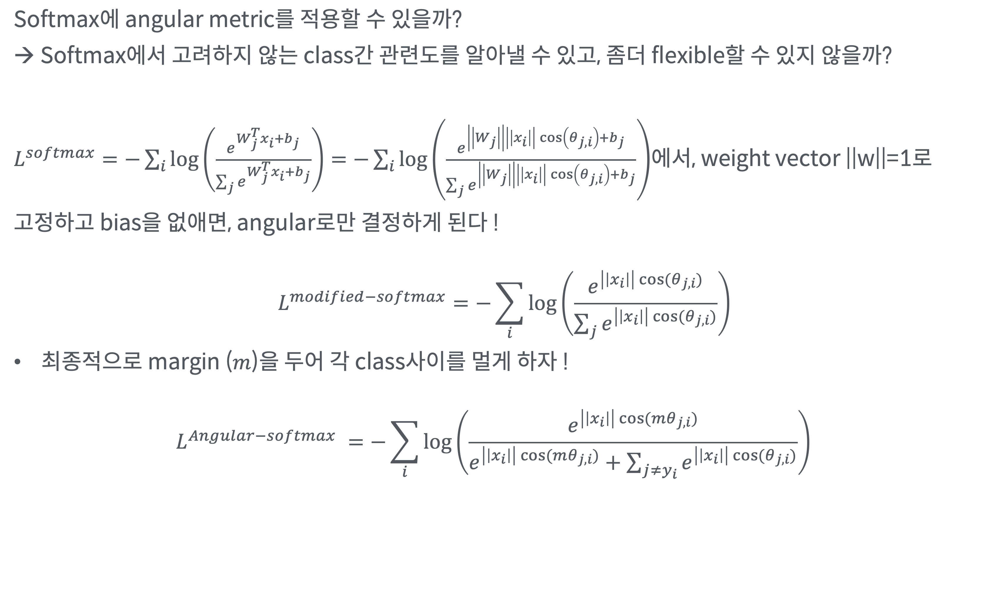 Softmax에 angular metric를 적용할 수 있을까?
→ Softmax에서 고려하지 않는 class간 관련도를 알아낼 수 있고, 좀더 flexible할 수 있지 않을까?
$L^{softmax} = -\sum_i \log\left(\frac{e^{W_j^T x_i + b_j}}{\sum_j e^{W_j^T x_i + b_j}}\right) = -\sum_i \log\left(\frac{e^{||W_j||||x_i|| \cos(\theta_{j,i}) + b_j}}{\sum_j e^{||W_j||||x_i|| \cos(\theta_{j,i}) + b_j}}\right)$에서, weight vector ||w||=1로
고정하고 bias을 없애면, angular로만 결정하게 된다 !
$L^{modified-softmax} = -\sum_i \log\left(\frac{e^{||x_i|| \cos(\theta_{j,i})}}{\sum_j e^{||x_i|| \cos(\theta_{j,i})}}\right)$
• 최종적으로 margin (m)을 두어 각 class사이를 멀게 하자 !
$L^{Angular-softmax} = -\sum_i \log\left(\frac{e^{||x_i|| \cos(m\theta_{j,i})}}{e^{||x_i|| \cos(m\theta_{j,i})} + \sum_{j \neq y_i} e^{||x_i|| \cos(\theta_{j,i})}}\right)$